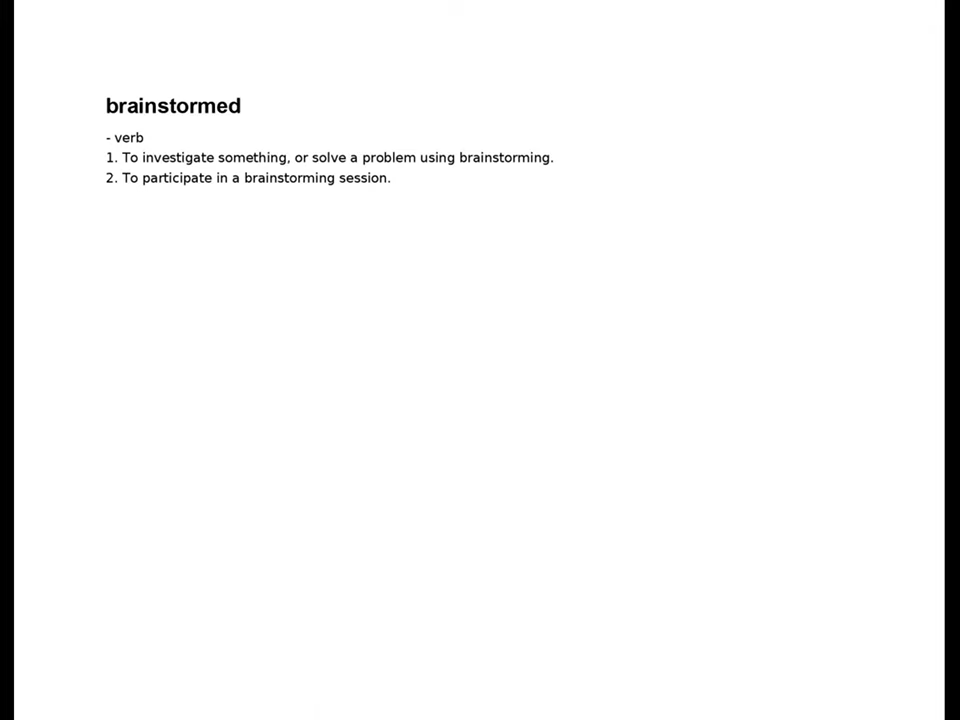 brainstormed
- verb
1. To investigate something, or solve a problem using brainstorming.
2. To participate in a brainstorming session.